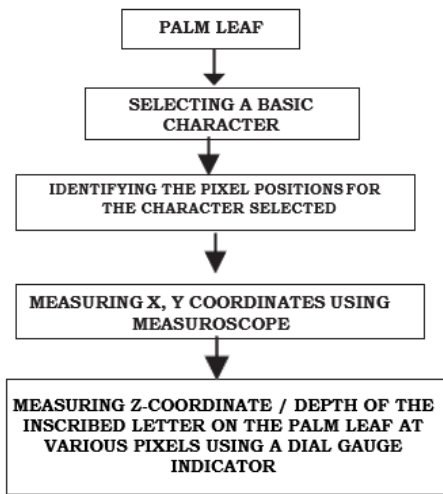 PALM LEAF
SELECTING A BASIC
CHARACTER
IDENTIFYING THE PIXEL POSITIONS FOR
THE CHARACTER SELECTED
MEASURING X, Y COORDINATES USING
MEASUROSCOPE
MEASURING Z-COORDINATE / DEPTH OF THE
INSCRIBED LETTER ON THE PALM LEAF AT
VARIOUS PIXELS USING A DIAL GAUGE
INDICATOR